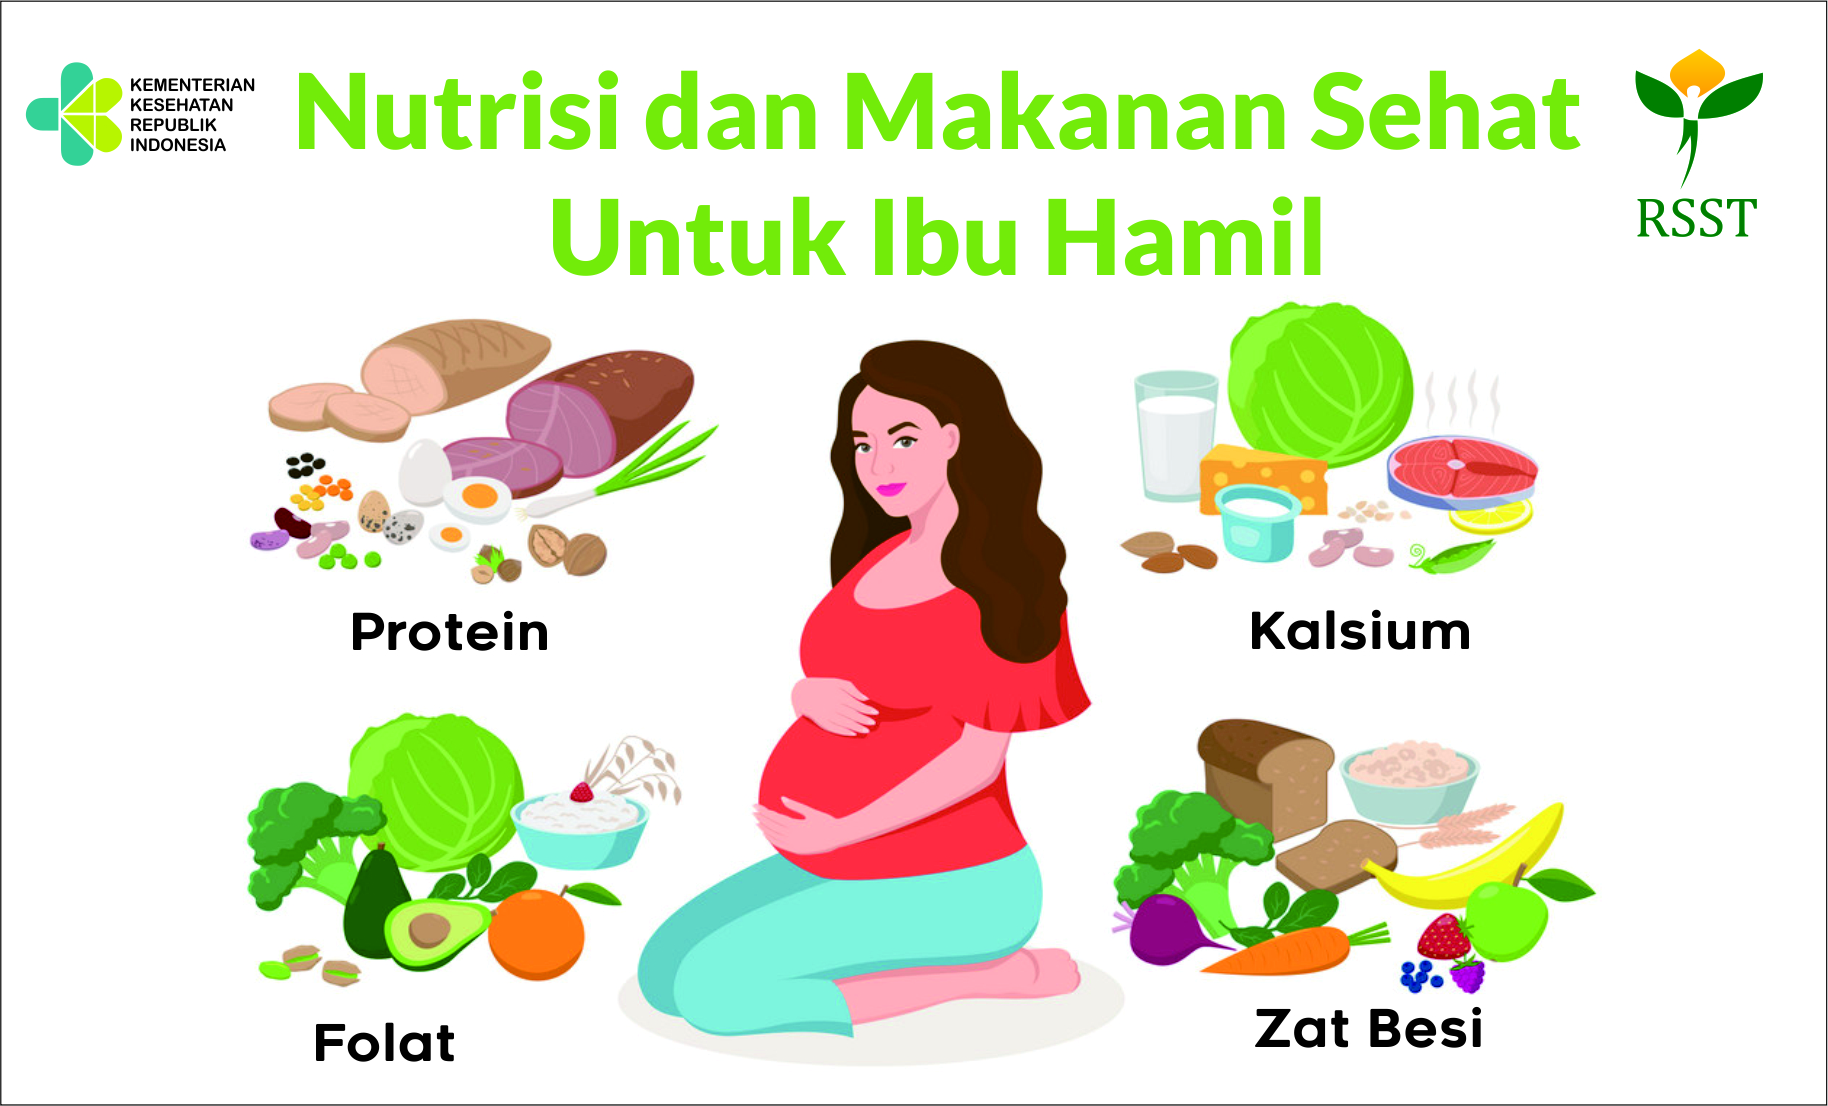 KEMENTERIAN
KESEHATAN
REPUBLIK
INDONESIA
Nutrisi dan Makanan Sehat
Untuk Ibu Hamil
RSST
Protein
Kalsium
Folat
Zat Besi